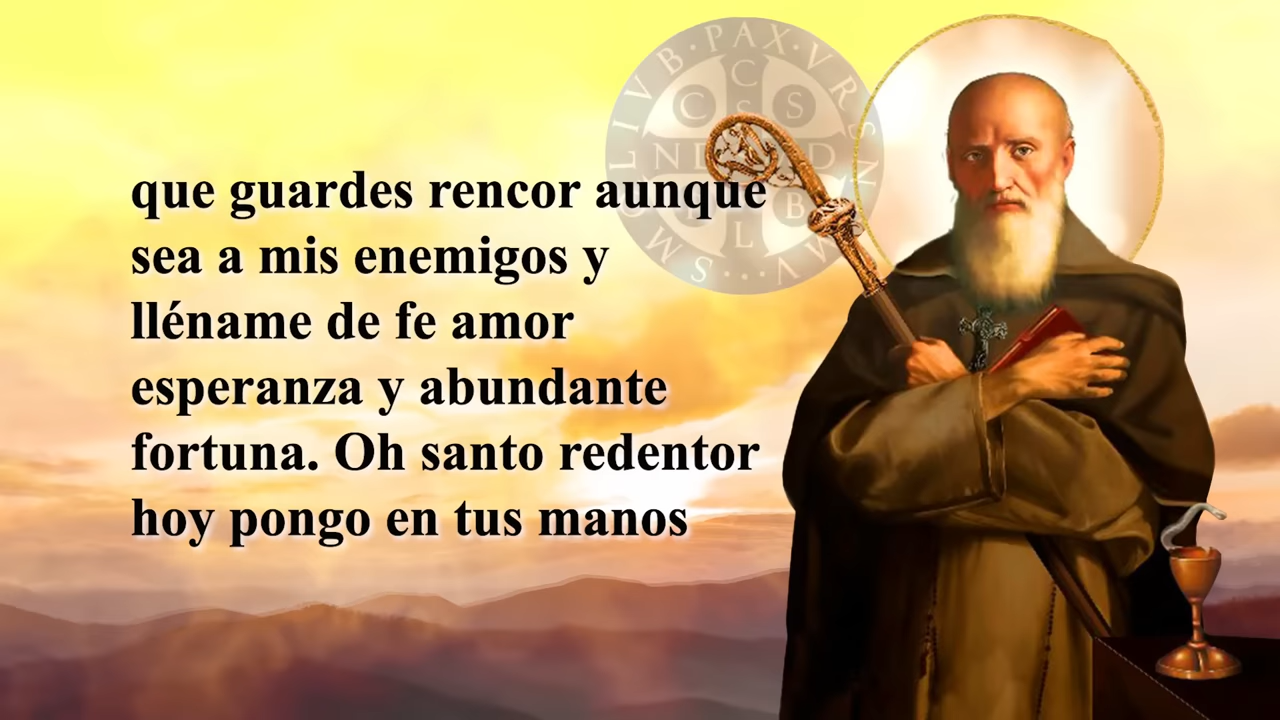 PAX
V R S N S M V
S M Q L I V B
C S
C S
N D D
B
L
que guardes rencor aunque
sea a mis enemigos y
lléname de fe amor
esperanza y abundante
fortuna. Oh santo redentor
hoy pongo en tus manos